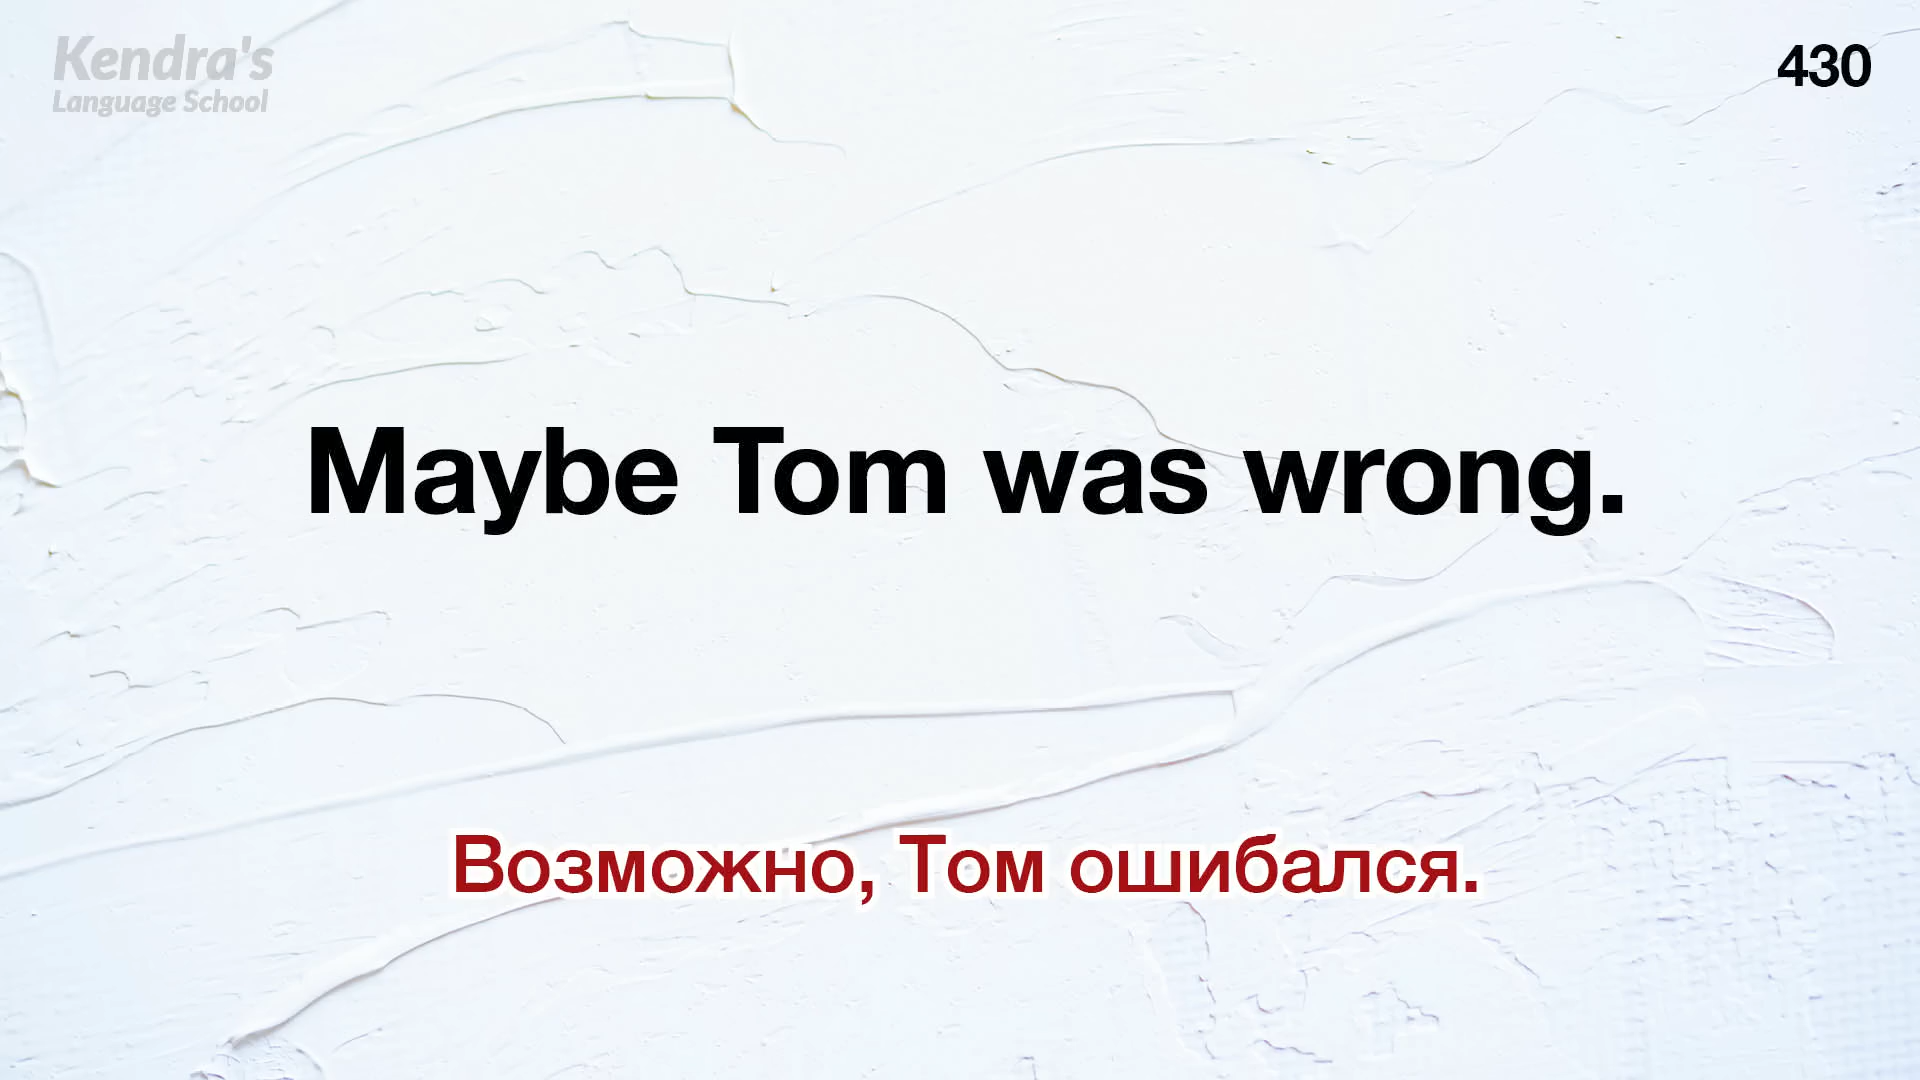 Kendra's
Language School
430
Maybe Tom was wrong.
Возможно, Том ошибался.